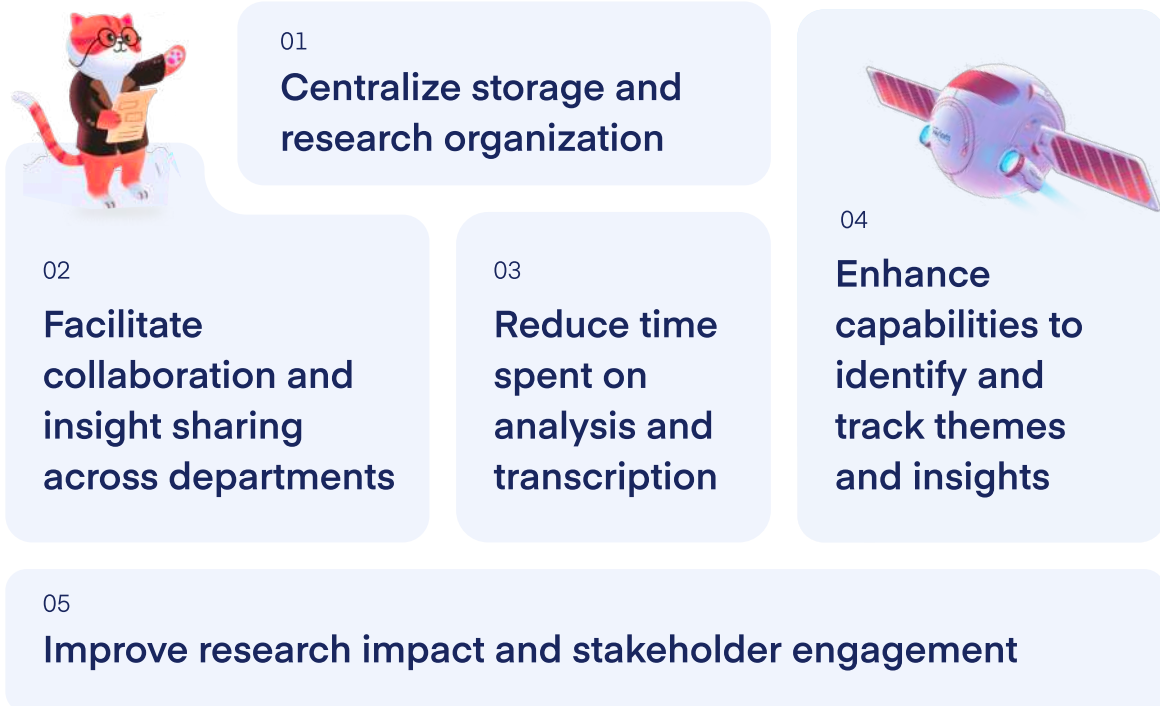 01
Centralize storage and
research organization
02
Facilitate
collaboration and
insight sharing
across departments
03
Reduce time
spent on
analysis and
transcription
04
Enhance
capabilities to
identify and
track themes
and insights
05
Improve research impact and stakeholder engagement